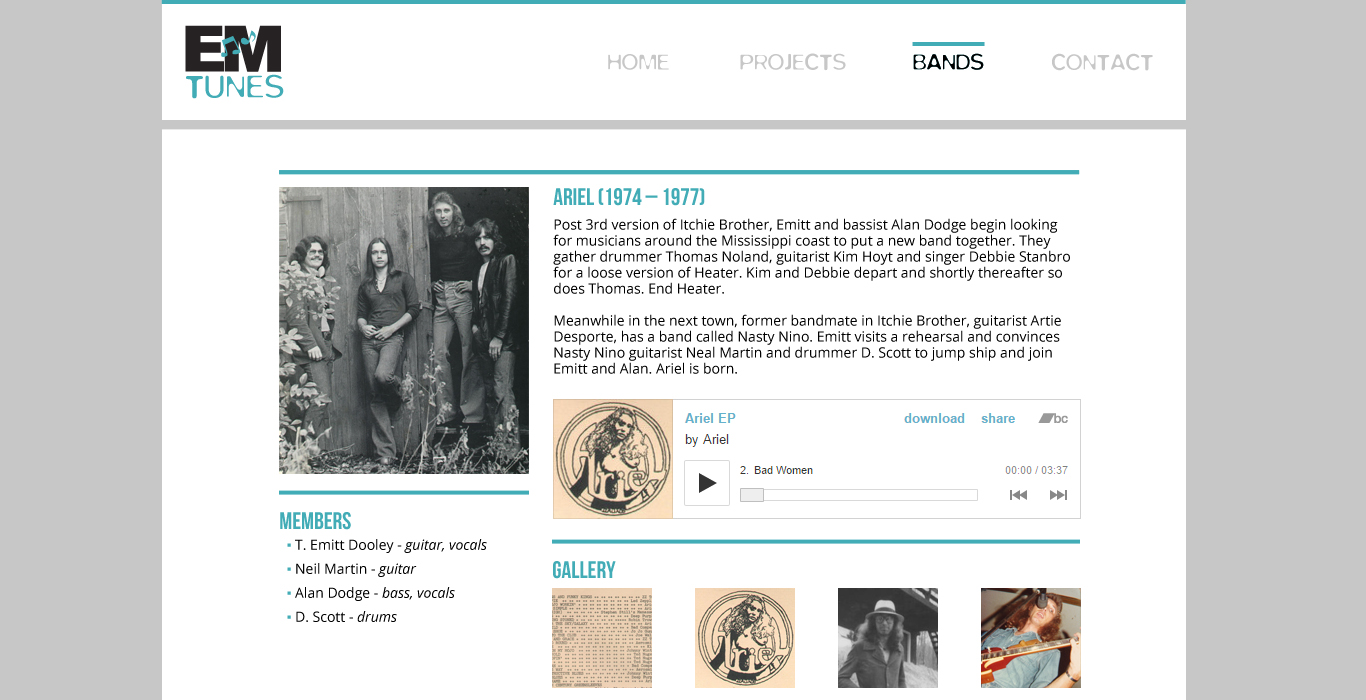 EM
TUNES
HOME
PROJECTS
BANDS
CONTACT
ARIEL (1974 – 1977)
Post 3rd version of Itchie Brother, Emitt and bassist Alan Dodge begin looking
for musicians around the Mississippi coast to put a new band together. They
gather drummer Thomas Noland, guitarist Kim Hoyt and singer Debbie Stanbro
for a loose version of Heater. Kim and Debbie depart and shortly thereafter so
does Thomas. End Heater.
Meanwhile in the next town, former bandmate in Itchie Brother, guitarist Artie
Desporte, has a band called Nasty Nino. Emitt visits a rehearsal and convinces
Nasty Nino guitarist Neal Martin and drummer D. Scott to jump ship and join
Emitt and Alan. Ariel is born.
Ariel
Ariel EP
download
share
bc
by Ariel
2. Bad Women
00:00 / 03:37
MEMBERS
T. Emitt Dooley - guitar, vocals
Neil Martin - guitar
Alan Dodge - bass, vocals
D. Scott - drums
GALLERY
Ariel